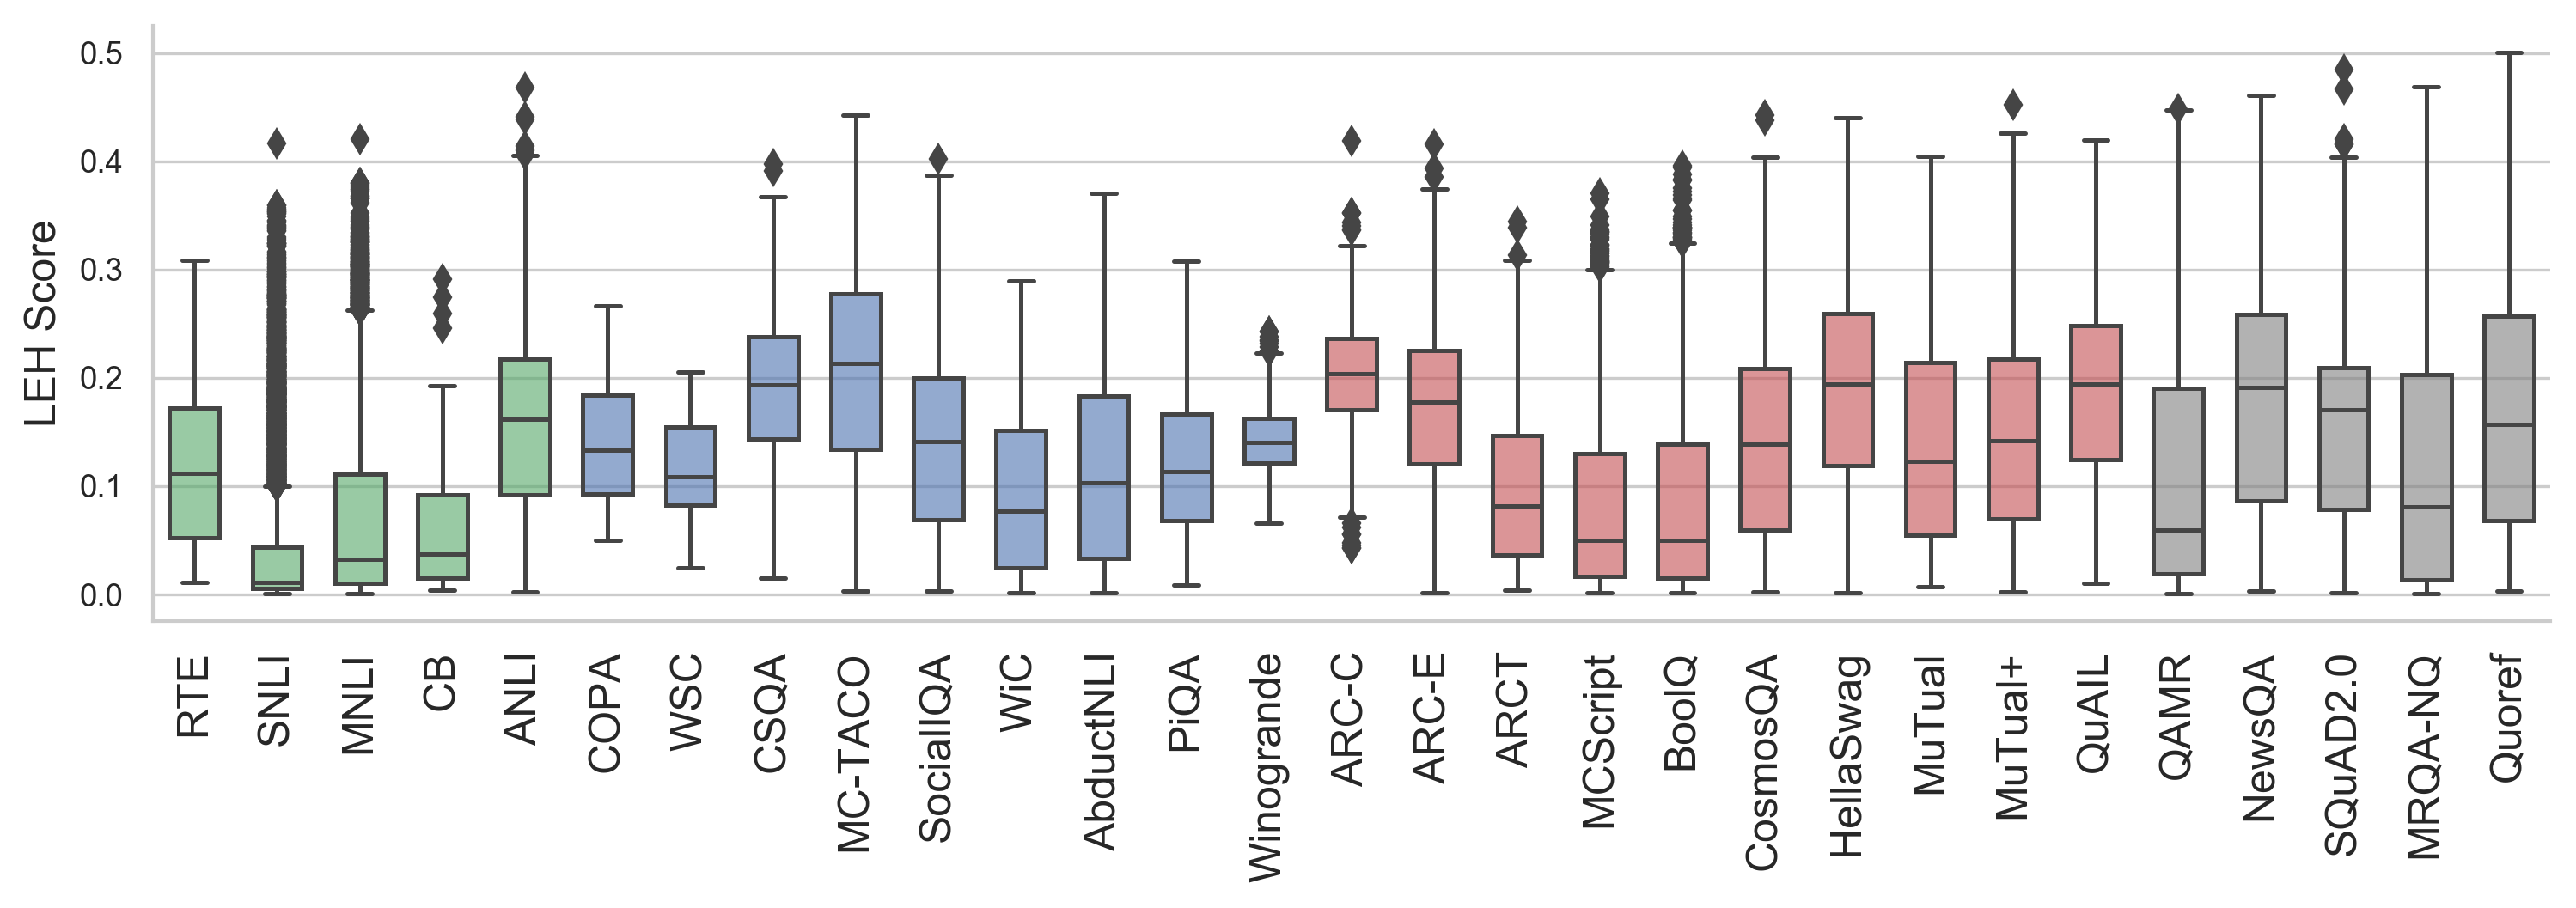 LEH Score
0.5
0.4
0.3
0.2
0.1
0.0
RTE
SNLI
MNLI
CB
ANLI
COPA
WSC
CSQA
MC-TACO
SocialIQA
WiC
AbductNLI
PiQA
Winogrande
ARC-C
ARC-E
ARCT
MCScript
BoolQ
CosmosQA
HellaSwag
MuTual
MuTual+
QuAIL
QAMR
NewsQA
SQuAD2.0
MRQA-NQ
Quoref